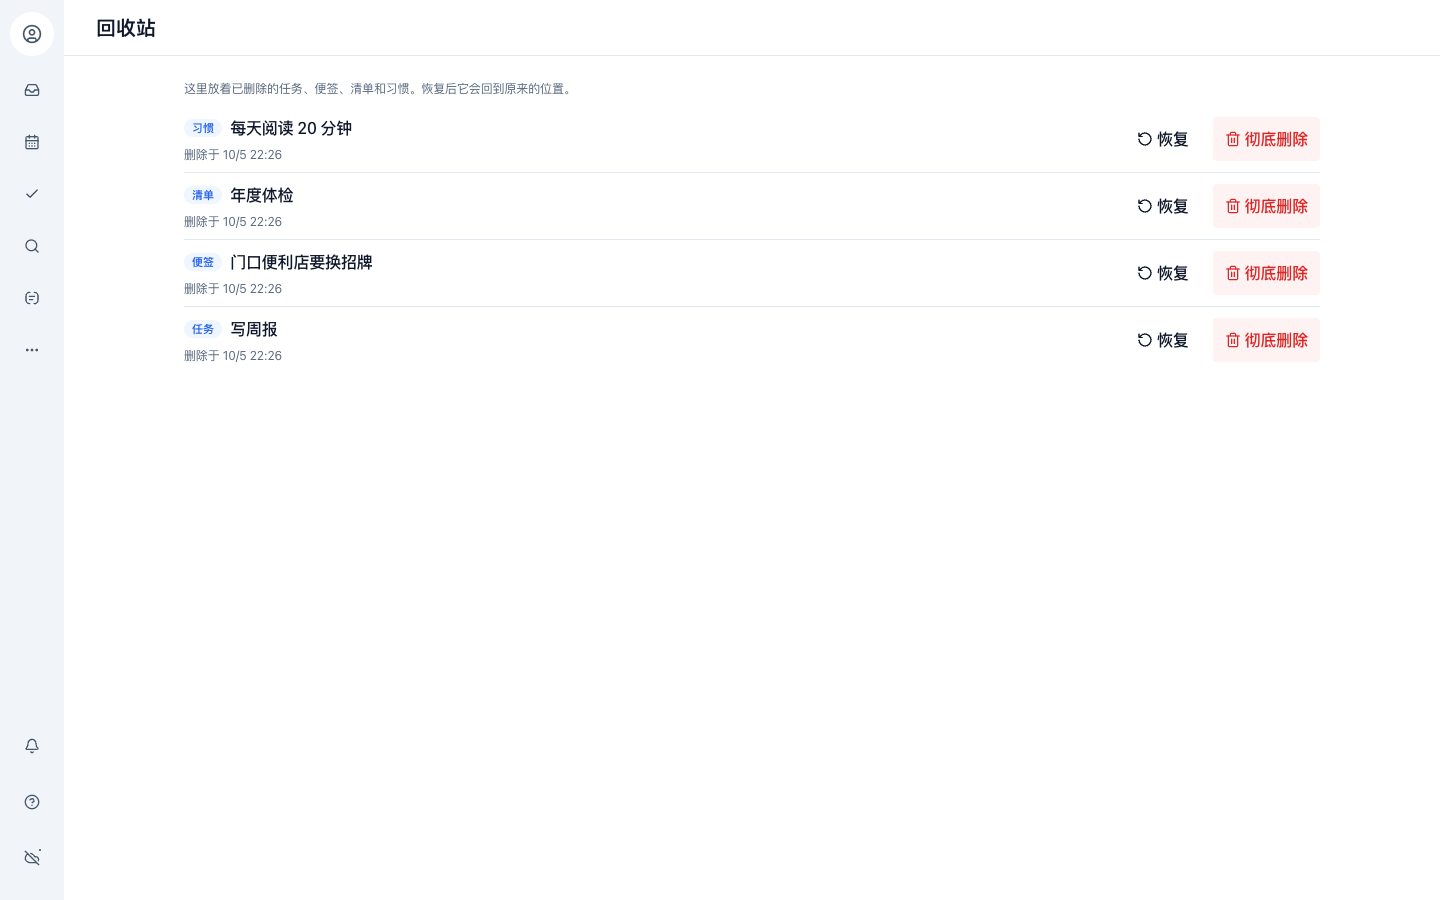 回收站
这里放着已删除的任务、便签、清单和习惯。恢复后它会回到原来的位置。
习惯 每天阅读 20 分钟
删除于 10/5 22:26
恢复 彻底删除
清单 年度体检
删除于 10/5 22:26
恢复 彻底删除
便签 门口便利店要换招牌
删除于 10/5 22:26
恢复 彻底删除
任务 写周报
删除于 10/5 22:26
恢复 彻底删除